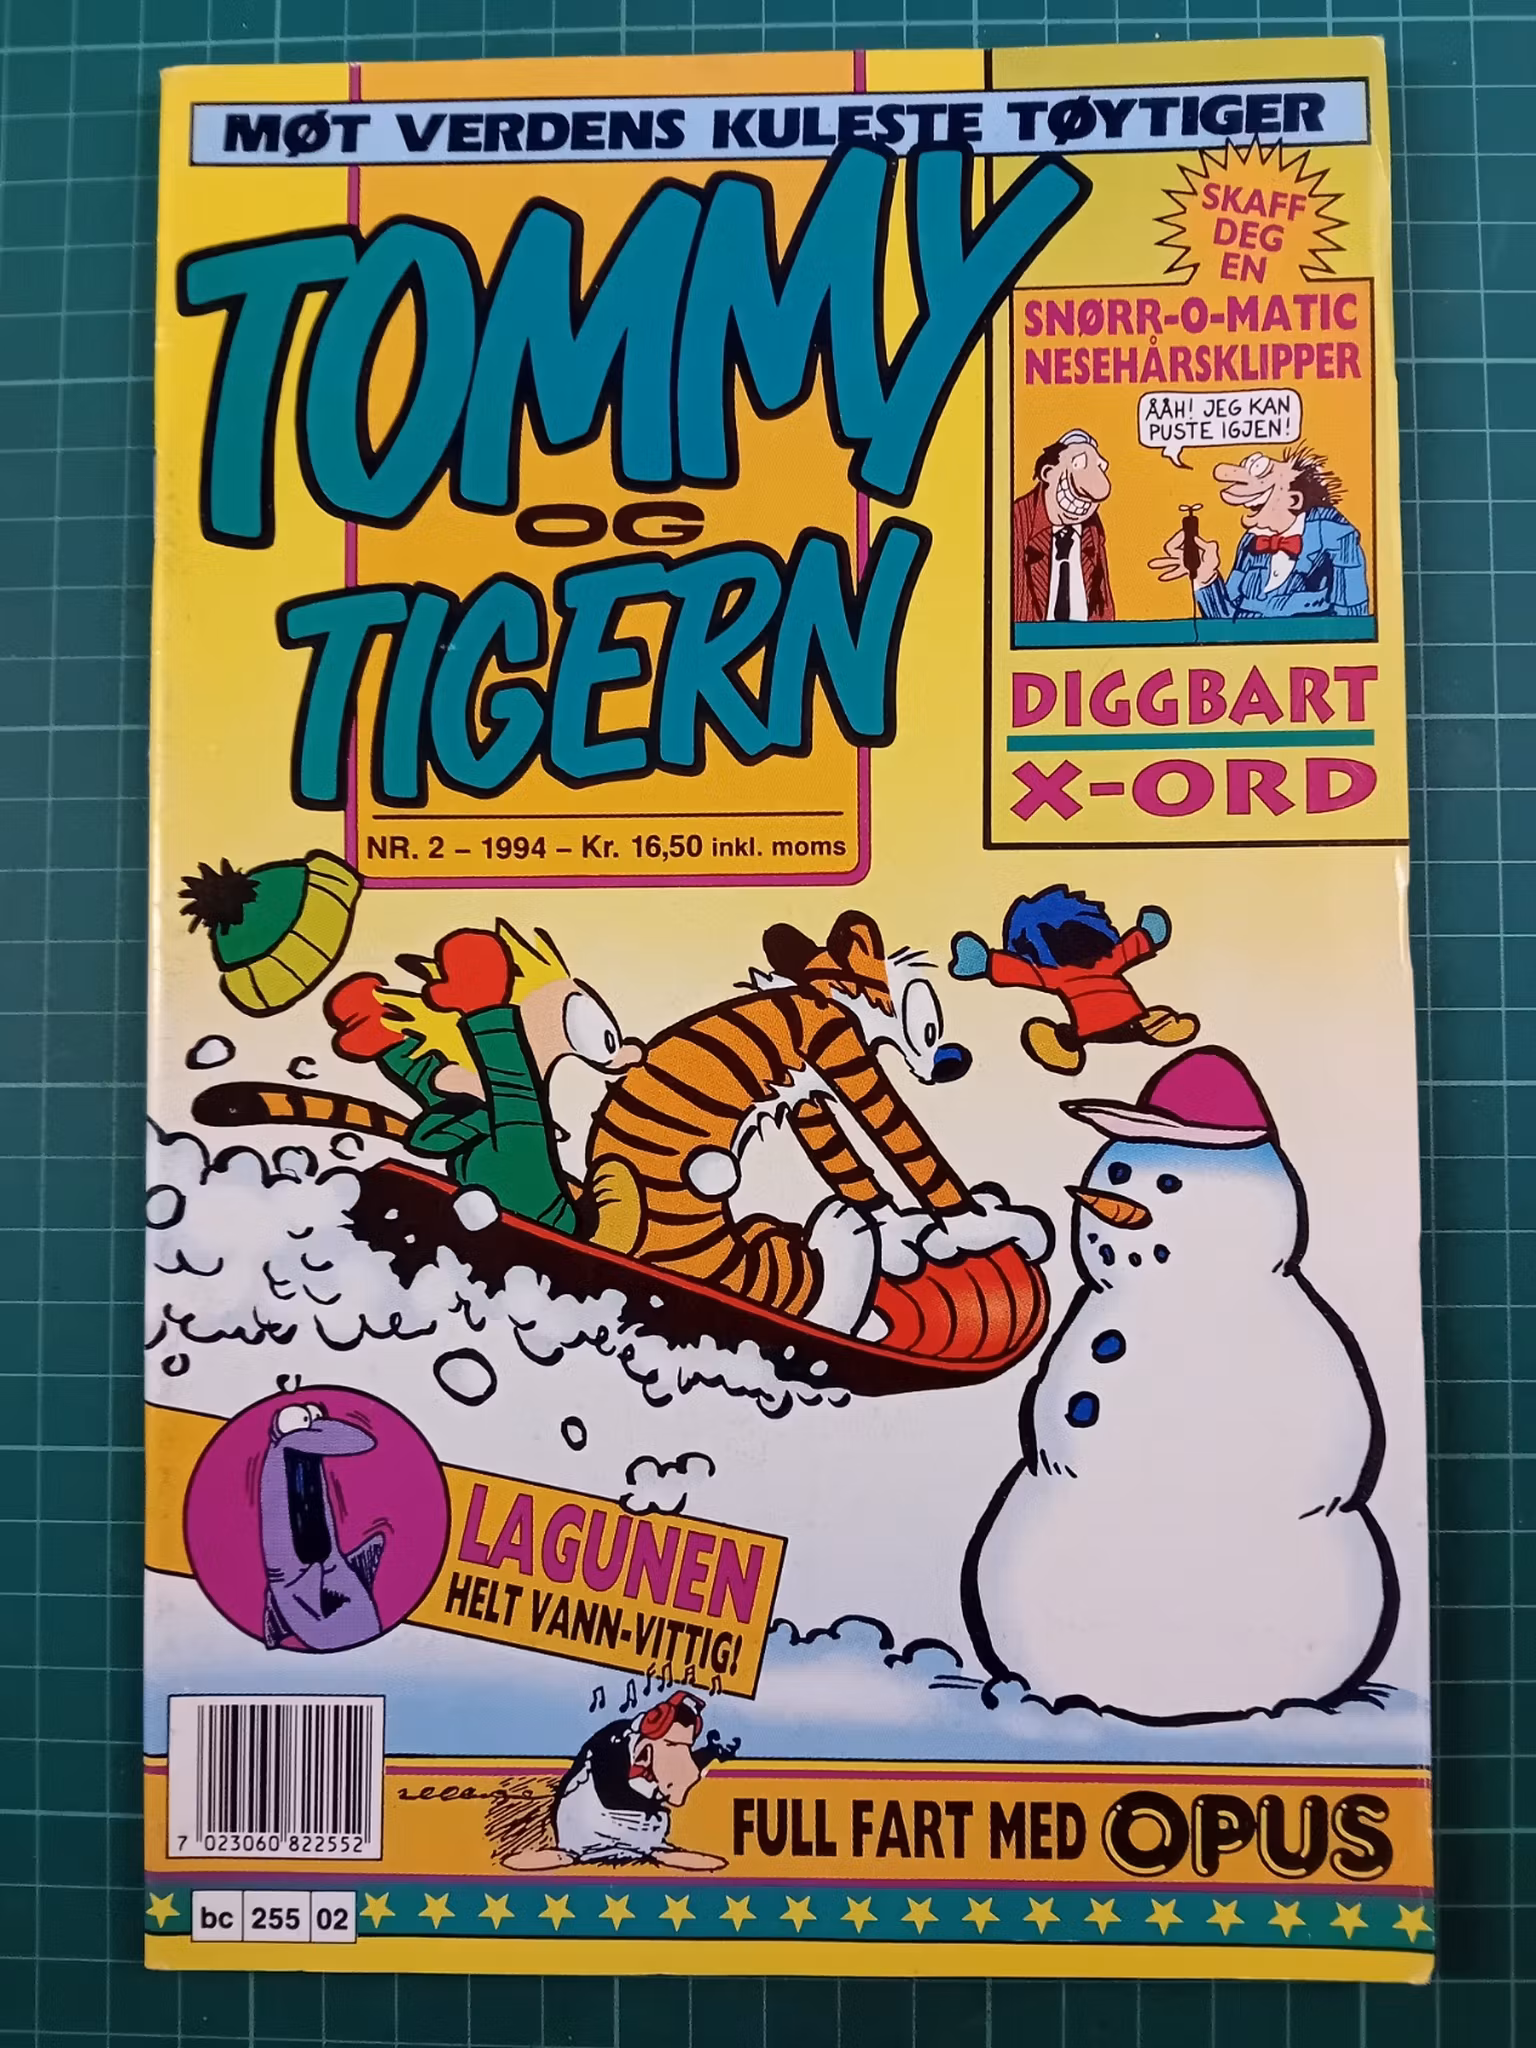 MØT VERDENS KULESTE TØYTIGER
TOMMY
OG
TIGERN
NR. 2 – 1994 – Kr. 16,50 inkl. moms
SKAFF
DEG
EN
SNØRR-O-MATIC
NESEHÅRSKLIPPER
ÅÅH! JEG KAN
PUSTE IGJEN!
DIGGBART
X-ORD
LAGUNEN
HELT VANN-VITTIG!
FULL FART MED OPUS
7 023060 822552
bc 255 02